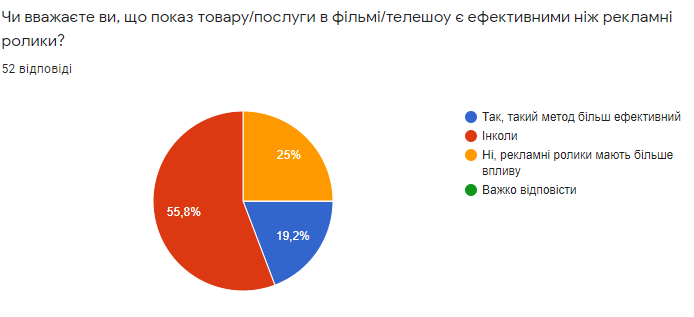 Чи вважаєте ви, що показ товару/послуги в фільмі/телешоу є ефективними ніж рекламні
ролики?
52 відповіді
Так, такий метод більш ефективний
Інколи
Ні, рекламні ролики мають більше
впливу
Важко відповісти
25%
55,8%
19,2%